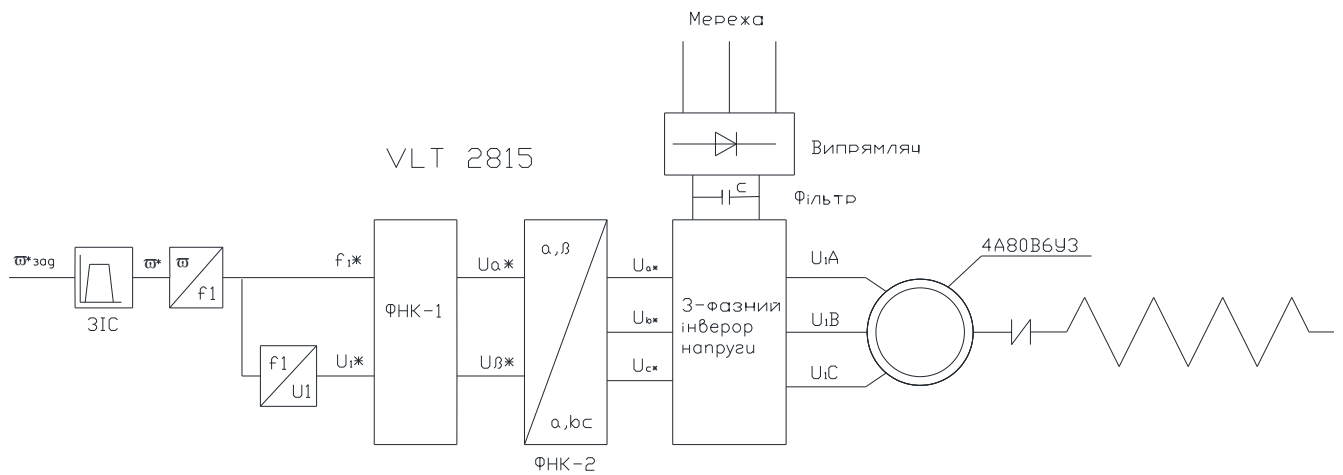 Мережа
VLT 2815
Випрямляч
C
Фільтр
ϖ*зад
ЗІС
ϖ*
ϖ
f1
f1
U1
f1*
U1*
ФНК-1
Uα*
Uβ*
α,β
a,bc
ФНК-2
Ua*
Ub*
Uc*
3-фазний
інверор
напруги
U1A
U1B
U1C
4А80В6У3